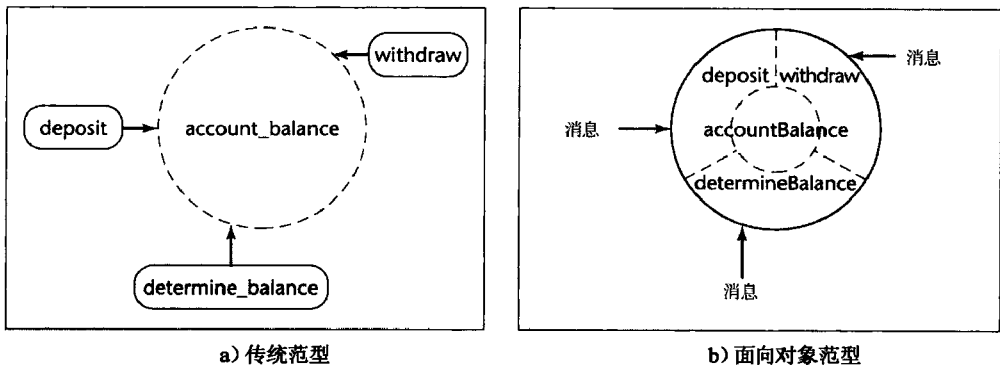 withdraw
deposit
account_balance
determine_balance
a）传统范型
消息
deposit withdraw
消息
accountBalance
determineBalance
消息
b）面向对象范型